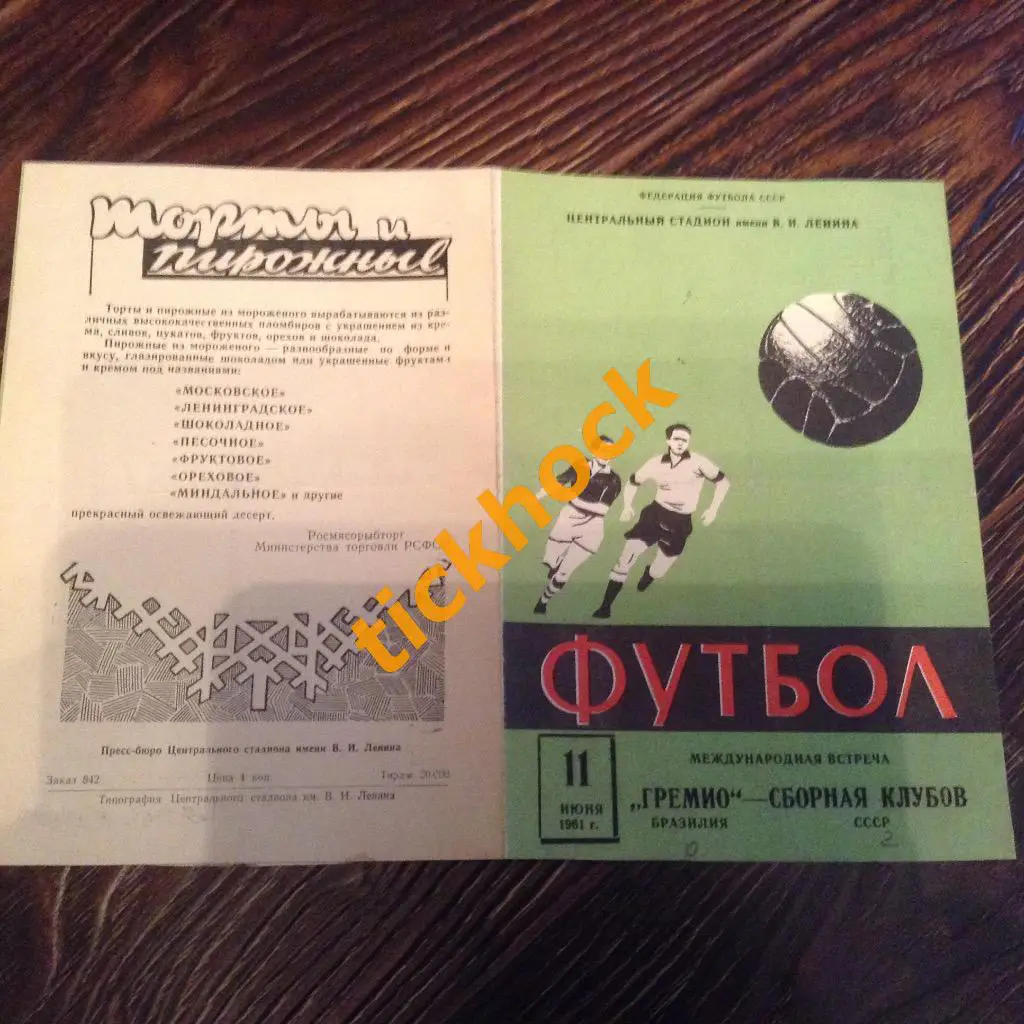 Торты и
пирожные
Торты и пирожные из мороженого вырабатываются из раз-
личных высококачественных пломбиров с украшением из кре-
ма, сливок, цукатов, фруктов, орехов и шоколада.
Пирожные из мороженого — разнообразные по форме и
вкусу, глазированные шоколадом или украшенные фруктами
и кремом под названиями:
«МОСКОВСКОЕ»
«ЛЕНИНГРАДСКОЕ»
«ШОКОЛАДНОЕ»
«ПЕСОЧНОЕ»
«ФРУКТОВОЕ»
«ОРЕХОВОЕ»
«МИНДАЛЬНОЕ» и другие
прекрасный освежающий десерт.
Росмясорыбторг
Министерства торговли РСФС
Пресс-бюро Центрального стадиона имени В. И. Ленина
Заказ 842 Цена 4 коп. Тираж 20.000
Типография Центрального стадиона им. В. И. Ленина
ФЕДЕРАЦИЯ ФУТБОЛА СССР
ЦЕНТРАЛЬНЫЙ СТАДИОН имени В. И. ЛЕНИНА
ФУТБОЛ
11
ИЮНЯ
1961 г.
МЕЖДУНАРОДНАЯ ВСТРЕЧА
„ГРЕМИО“ — СБОРНАЯ КЛУБОВ
БРАЗИЛИЯ СССР
0 2
tickhock